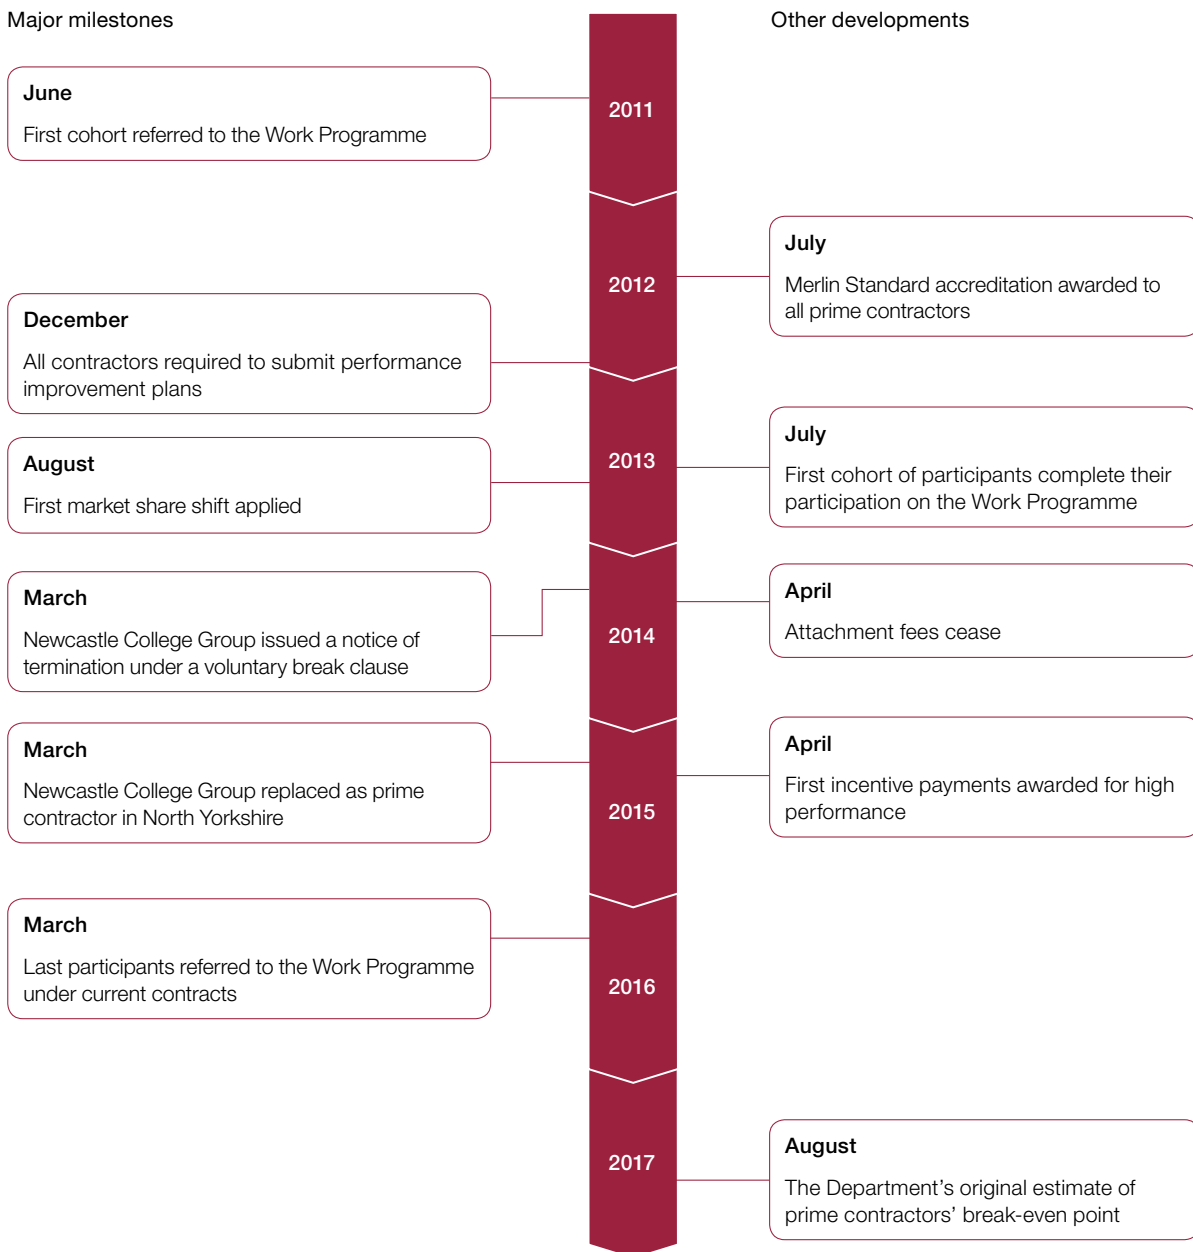 Major milestones
Other developments
June
First cohort referred to the Work Programme
2011
July
Merlin Standard accreditation awarded to
all prime contractors
2012
December
All contractors required to submit performance
improvement plans
July
First cohort of participants complete their
participation on the Work Programme
2013
August
First market share shift applied
March
Newcastle College Group issued a notice of
termination under a voluntary break clause
2014
April
Attachment fees cease
March
Newcastle College Group replaced as prime
contractor in North Yorkshire
2015
April
First incentive payments awarded for high
performance
March
Last participants referred to the Work Programme
under current contracts
2016
2017
August
The Department’s original estimate of
prime contractors’ break-even point